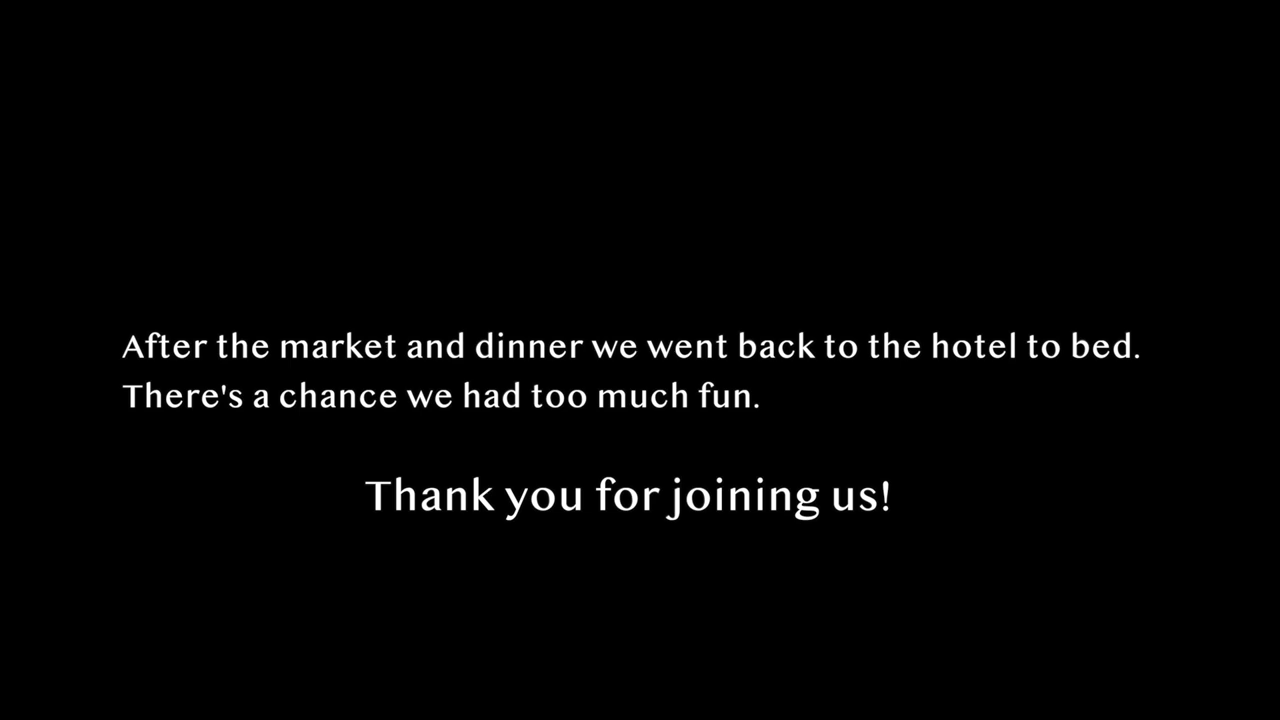 After the market and dinner we went back to the hotel to bed.
There's a chance we had too much fun.
Thank you for joining us!